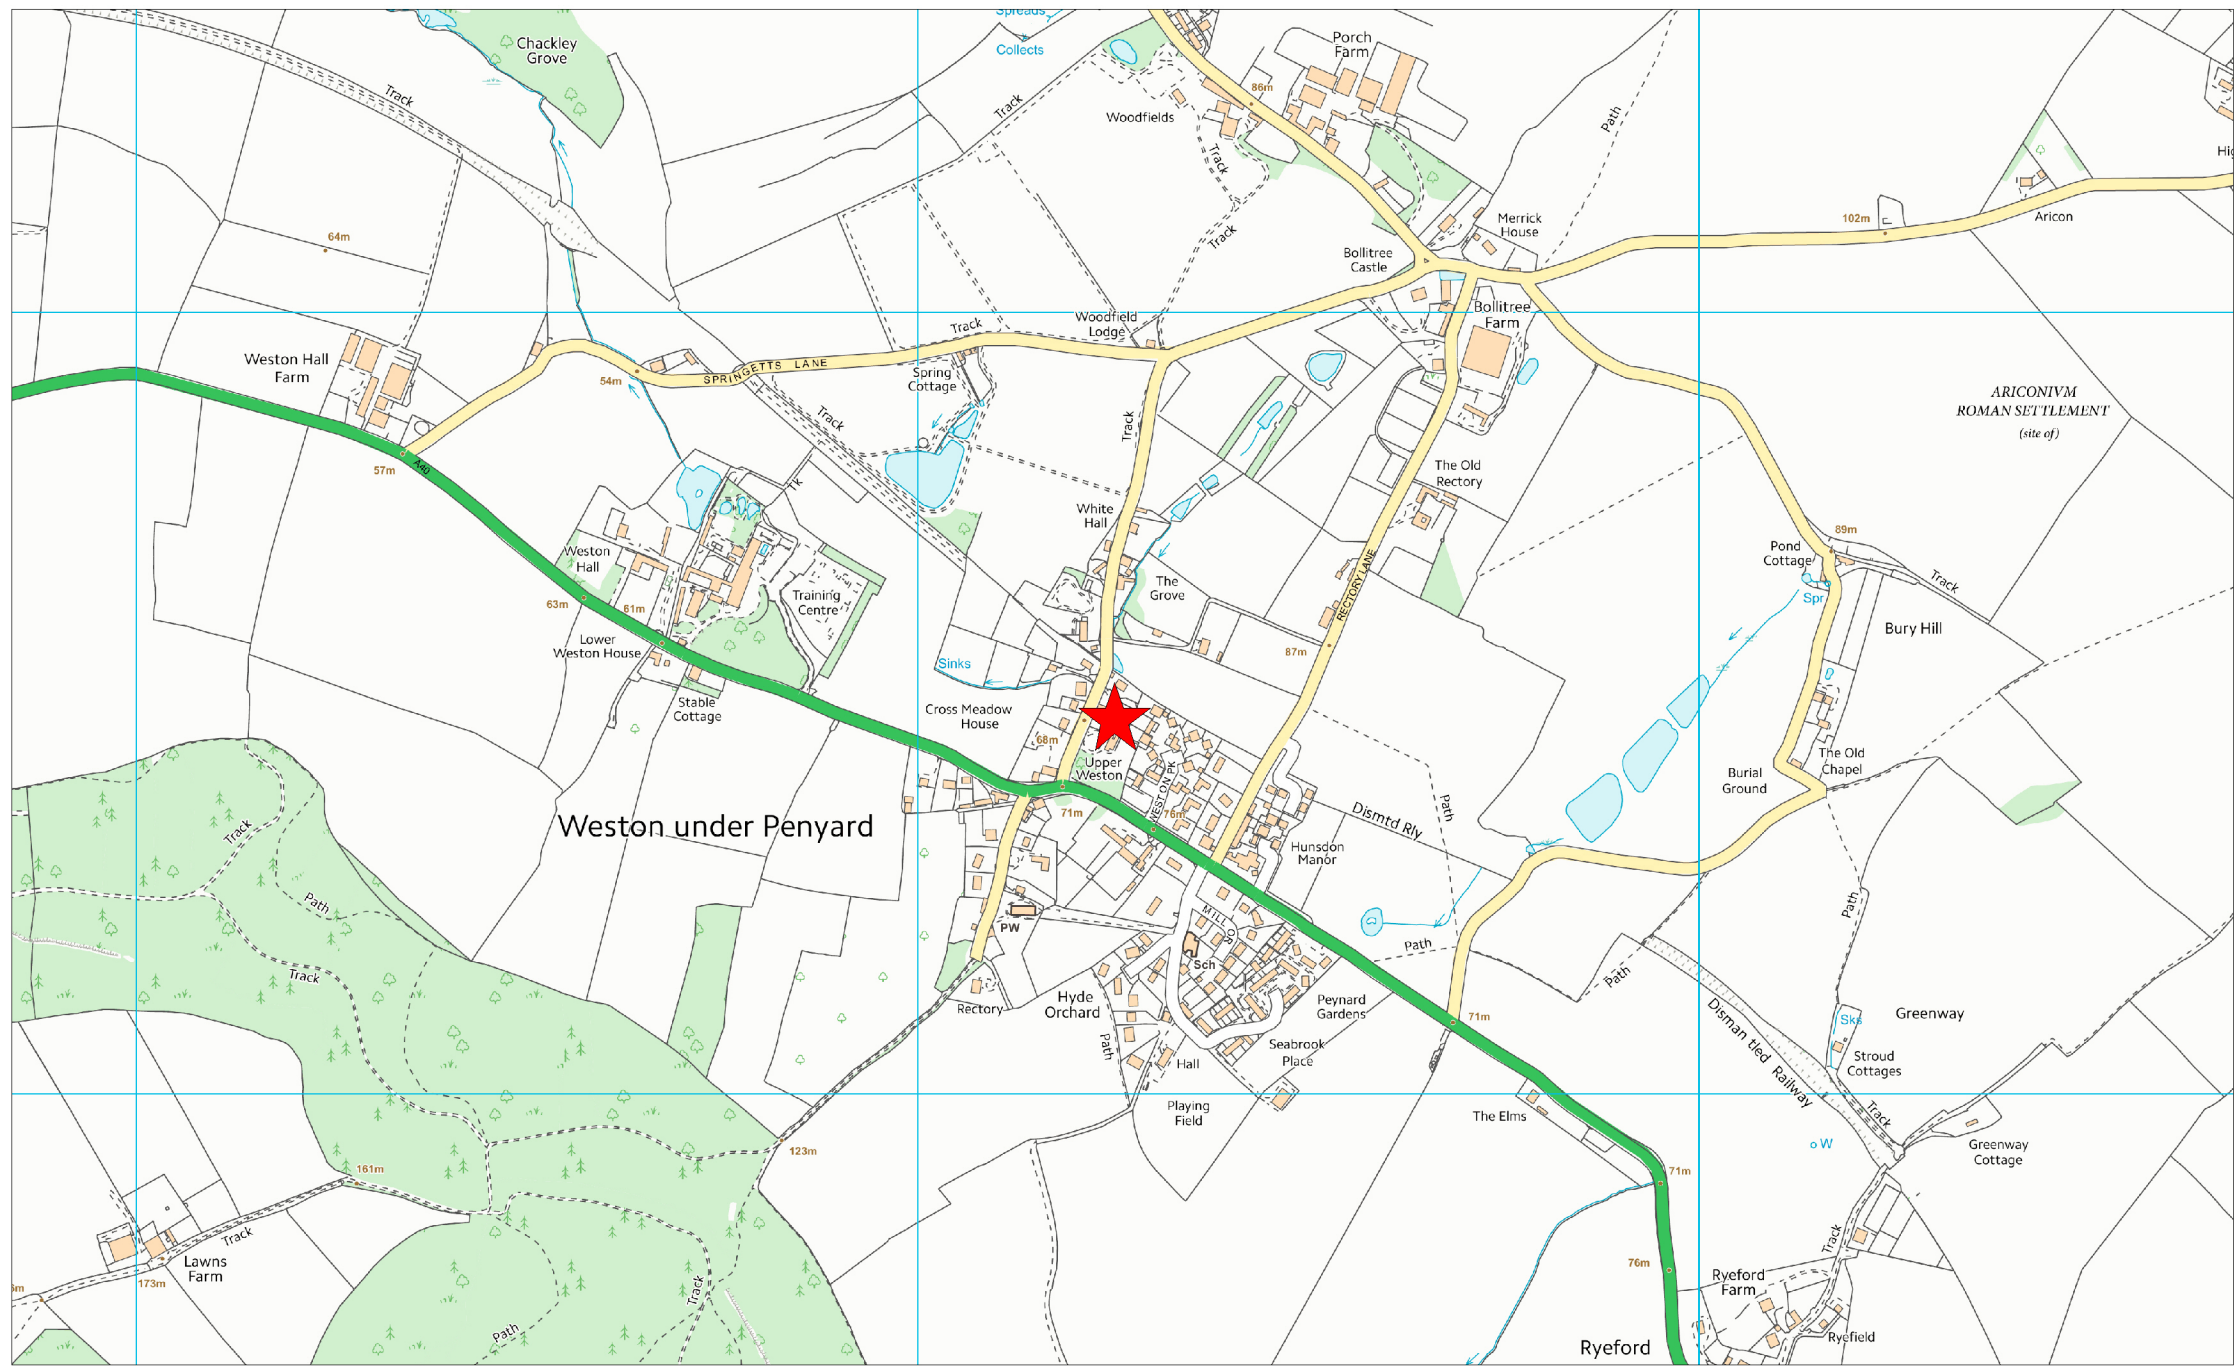 Spreads
Collects
Chackley
Grove
Porch
Farm
86m
Track
Track
Woodfields
Path
Track
Merrick
House
102m
Aricon
64m
Track
Bollitree
Castle
Bollitree
Farm
Woodfield
Lodge
Track
Weston Hall
Farm
54m
SPRINGETTS LANE
Spring
Cottage
ARICONIVM
ROMAN SETTLEMENT
(site of)
Track
Track
57m
A40
The Old
Rectory
Tk
White
Hall
89m
Pond
Cottage
Weston
Hall
Track
The
Grove
RECTORY LANE
Training
Centre
Spr
63m
61m
Bury Hill
Lower
Weston House
87m
Sinks
Stable
Cottage
Cross Meadow
House
68m
Upper
Weston
WESTON PK
The Old
Chapel
Burial
Ground
71m
76m
Path
Dismtd Rly
Weston under Penyard
Track
Hunsdon
Manor
Path
Path
MILL OR
PW
Sch
Path
Path
Track
Rectory
Hyde
Orchard
Peynard
Gardens
71m
Dismantled Railway
Greenway
Sks
Path
Seabrook
Place
Hall
Stroud
Cottages
Track
Playing
Field
The Elms
W
Greenway
Cottage
123m
161m
71m
Track
Track
Lawns
Farm
173m
76m
Track
Ryeford
Farm
Path
Ryeford
Ryefield